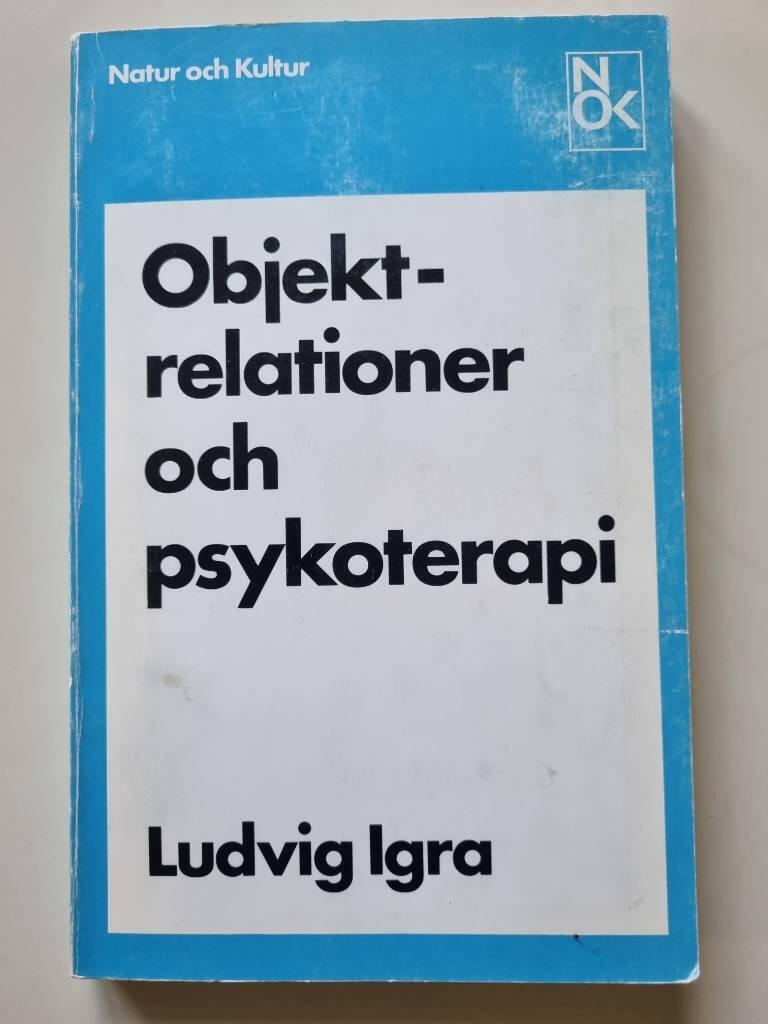 Natur och Kultur
N
OK
Objekt-
relationer
och
psykoterapi
Ludvig Igra